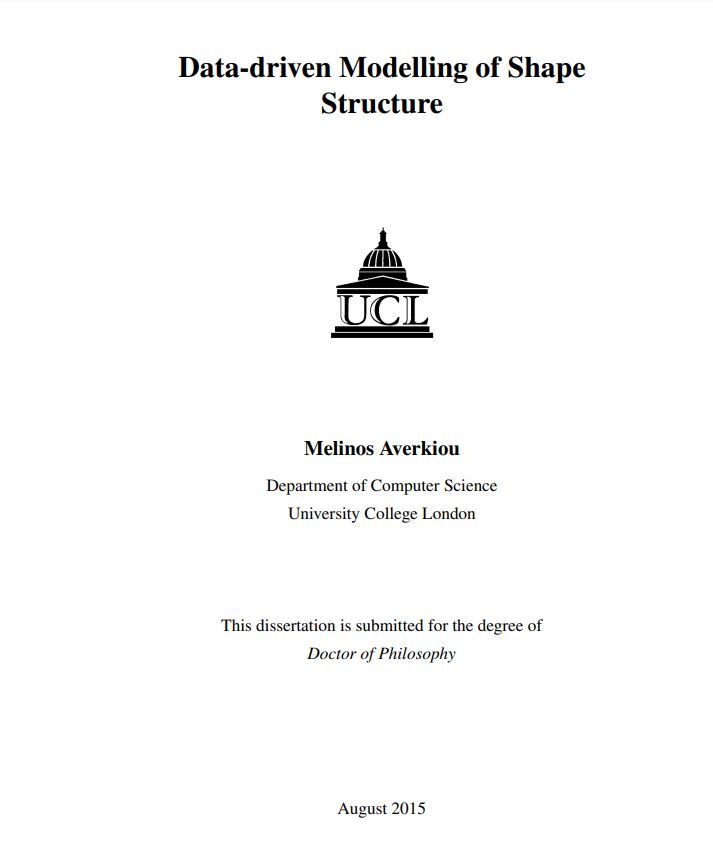 Data-driven Modelling of Shape
Structure
UCL
Melinos Averkiou
Department of Computer Science
University College London
This dissertation is submitted for the degree of
Doctor of Philosophy
August 2015